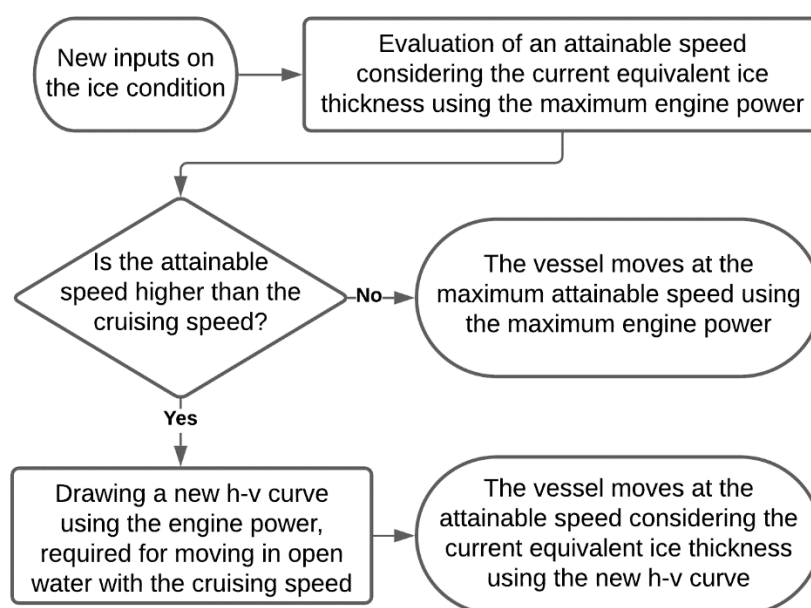 New inputs on
the ice condition
Evaluation of an attainable speed
considering the current equivalent ice
thickness using the maximum engine power
Is the attainable
speed higher than the
cruising speed?
No
The vessel moves at the
maximum attainable speed using
the maximum engine power
Yes
Drawing a new h-v curve
using the engine power,
required for moving in open
water with the cruising speed
The vessel moves at the
attainable speed considering the
current equivalent ice thickness
using the new h-v curve